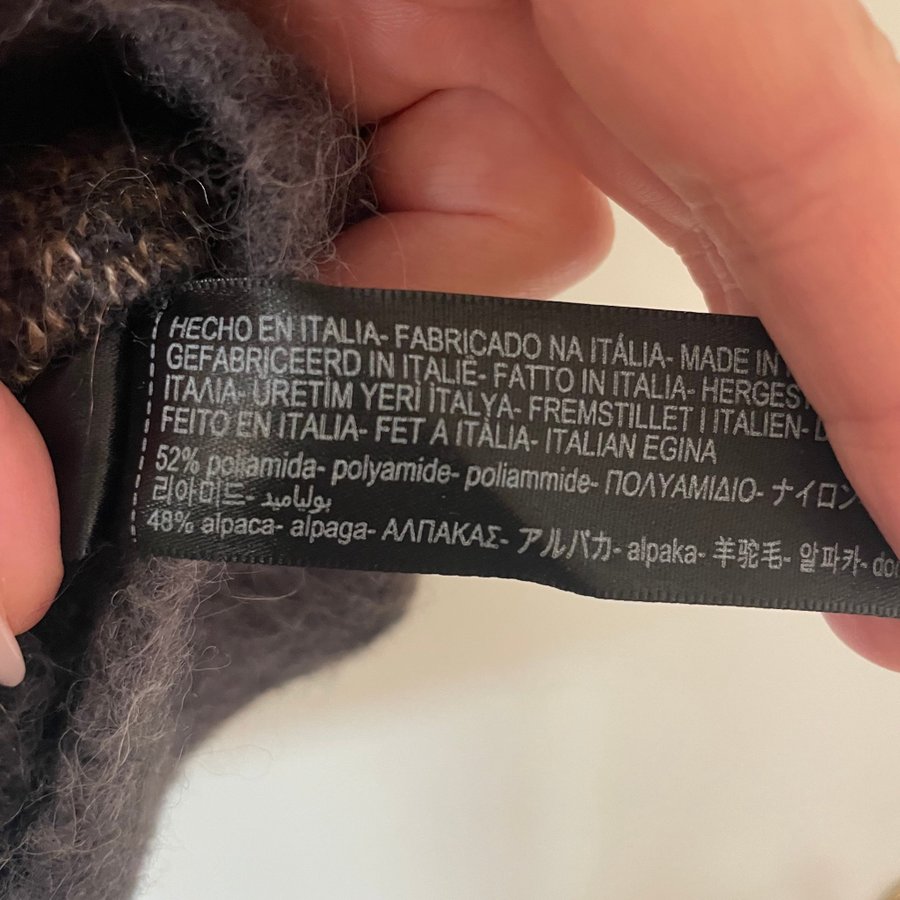 HECHO EN ITALIA- FABRICADO NA ITÁLIA- MADE IN
GEFABRICEERD IN ITALIË- FATTO IN ITALIA-
ΙΤΑΛΙΑ- ÜRETİM YERİ İTALYA- FREMSTILLET I ITALIEN-
FEITO EN ITALIA- FET A ITÀLIA- ITALIAN EGINA
52% poliamida- polyamide- poliammide- ΠΟΛΥΑΜΙΔΙΟ- ナイロン
리아미드- بولياميد
48% alpaca- alpaga- ΑΛΠΑΚΑΣ- アルパカ- alpaka- 羊驼毛- 알파카-